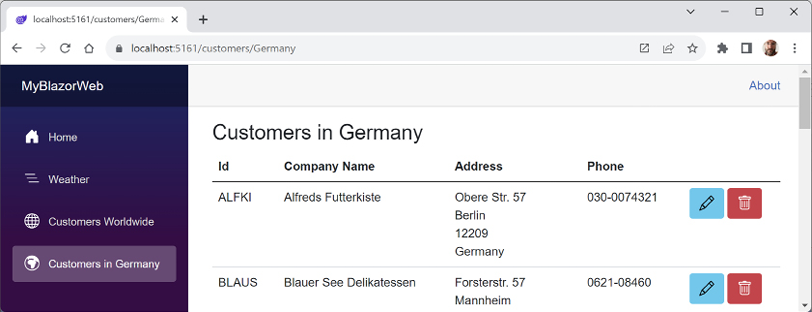 localhost:5161/customers/Germa
localhost:5161/customers/Germany
MyBlazorWeb
About
Home
Weather
Customers Worldwide
Customers in Germany
Customers in Germany
Id Company Name Address Phone
ALFKI Alfreds Futterkiste Obere Str. 57 030-0074321
Berlin
12209
Germany
BLAUS Blauer See Delikatessen Forsterstr. 57 0621-08460
Mannheim